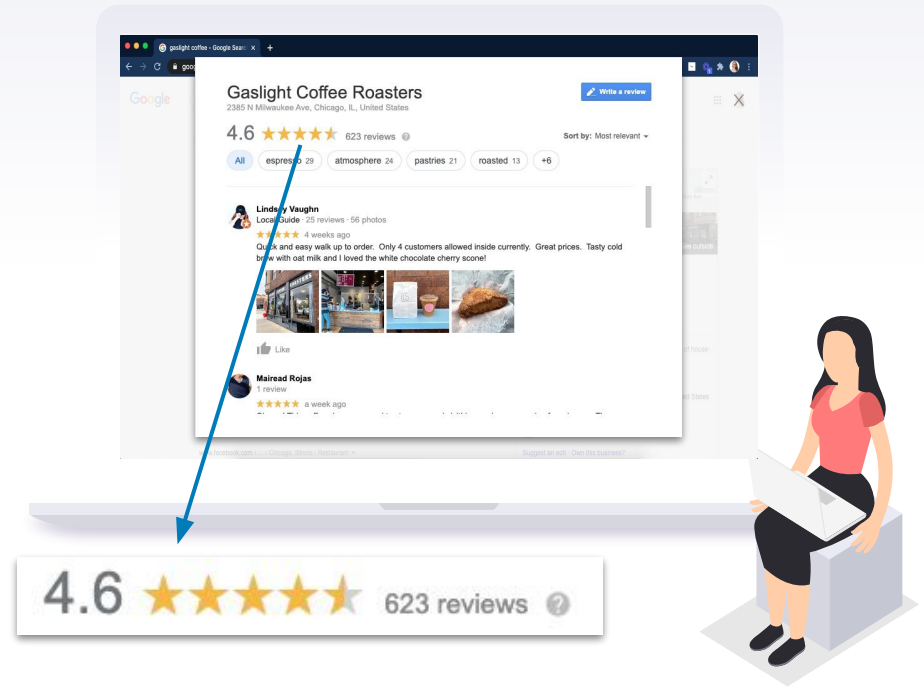 gaslight coffee - Google Sear
Google
Gaslight Coffee Roasters
Write a review
2385 N Milwaukee Ave, Chicago, IL, United States
4.6 623 reviews
Sort by: Most relevant
All espresso 29 atmosphere 24 pastries 21 roasted 13 +6
Lindsey Vaughn
Local Guide · 25 reviews · 56 photos
4 weeks ago
Quick and easy walk up to order. Only 4 customers allowed inside currently. Great prices. Tasty cold
brew with oat milk and I loved the white chocolate cherry scone!
Like
Mairead Rojas
1 review
a week ago
Suggest an edit · Own this business?
4.6 623 reviews